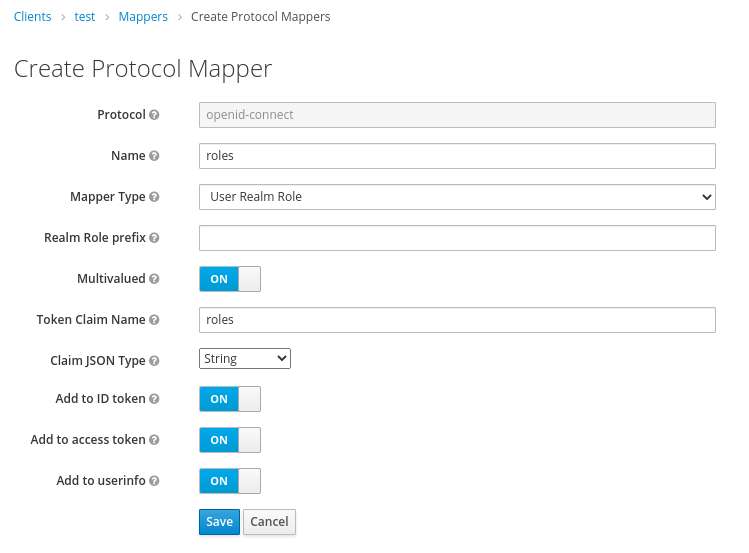 Clients > test > Mappers > Create Protocol Mappers
Create Protocol Mapper
Protocol ? openid-connect
Name ? roles
Mapper Type ? User Realm Role
Realm Role prefix ?
Multivalued ? ON
Token Claim Name ? roles
Claim JSON Type ? String
Add to ID token ? ON
Add to access token ? ON
Add to userinfo ? ON
Save Cancel